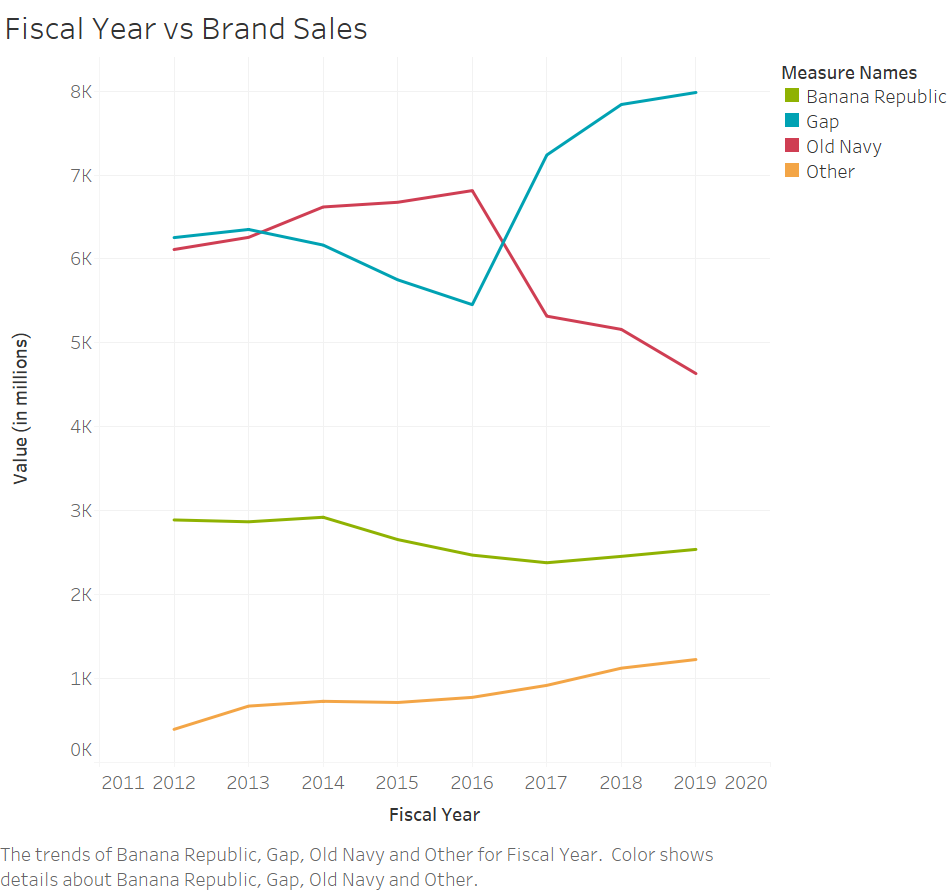 Fiscal Year vs Brand Sales
Measure Names
Banana Republic
Gap
Old Navy
Other
8K
7K
6K
5K
4K
3K
2K
1K
0K
Value (in millions)
2011 2012 2013 2014 2015 2016 2017 2018 2019 2020
Fiscal Year
The trends of Banana Republic, Gap, Old Navy and Other for Fiscal Year.  Color shows
details about Banana Republic, Gap, Old Navy and Other.